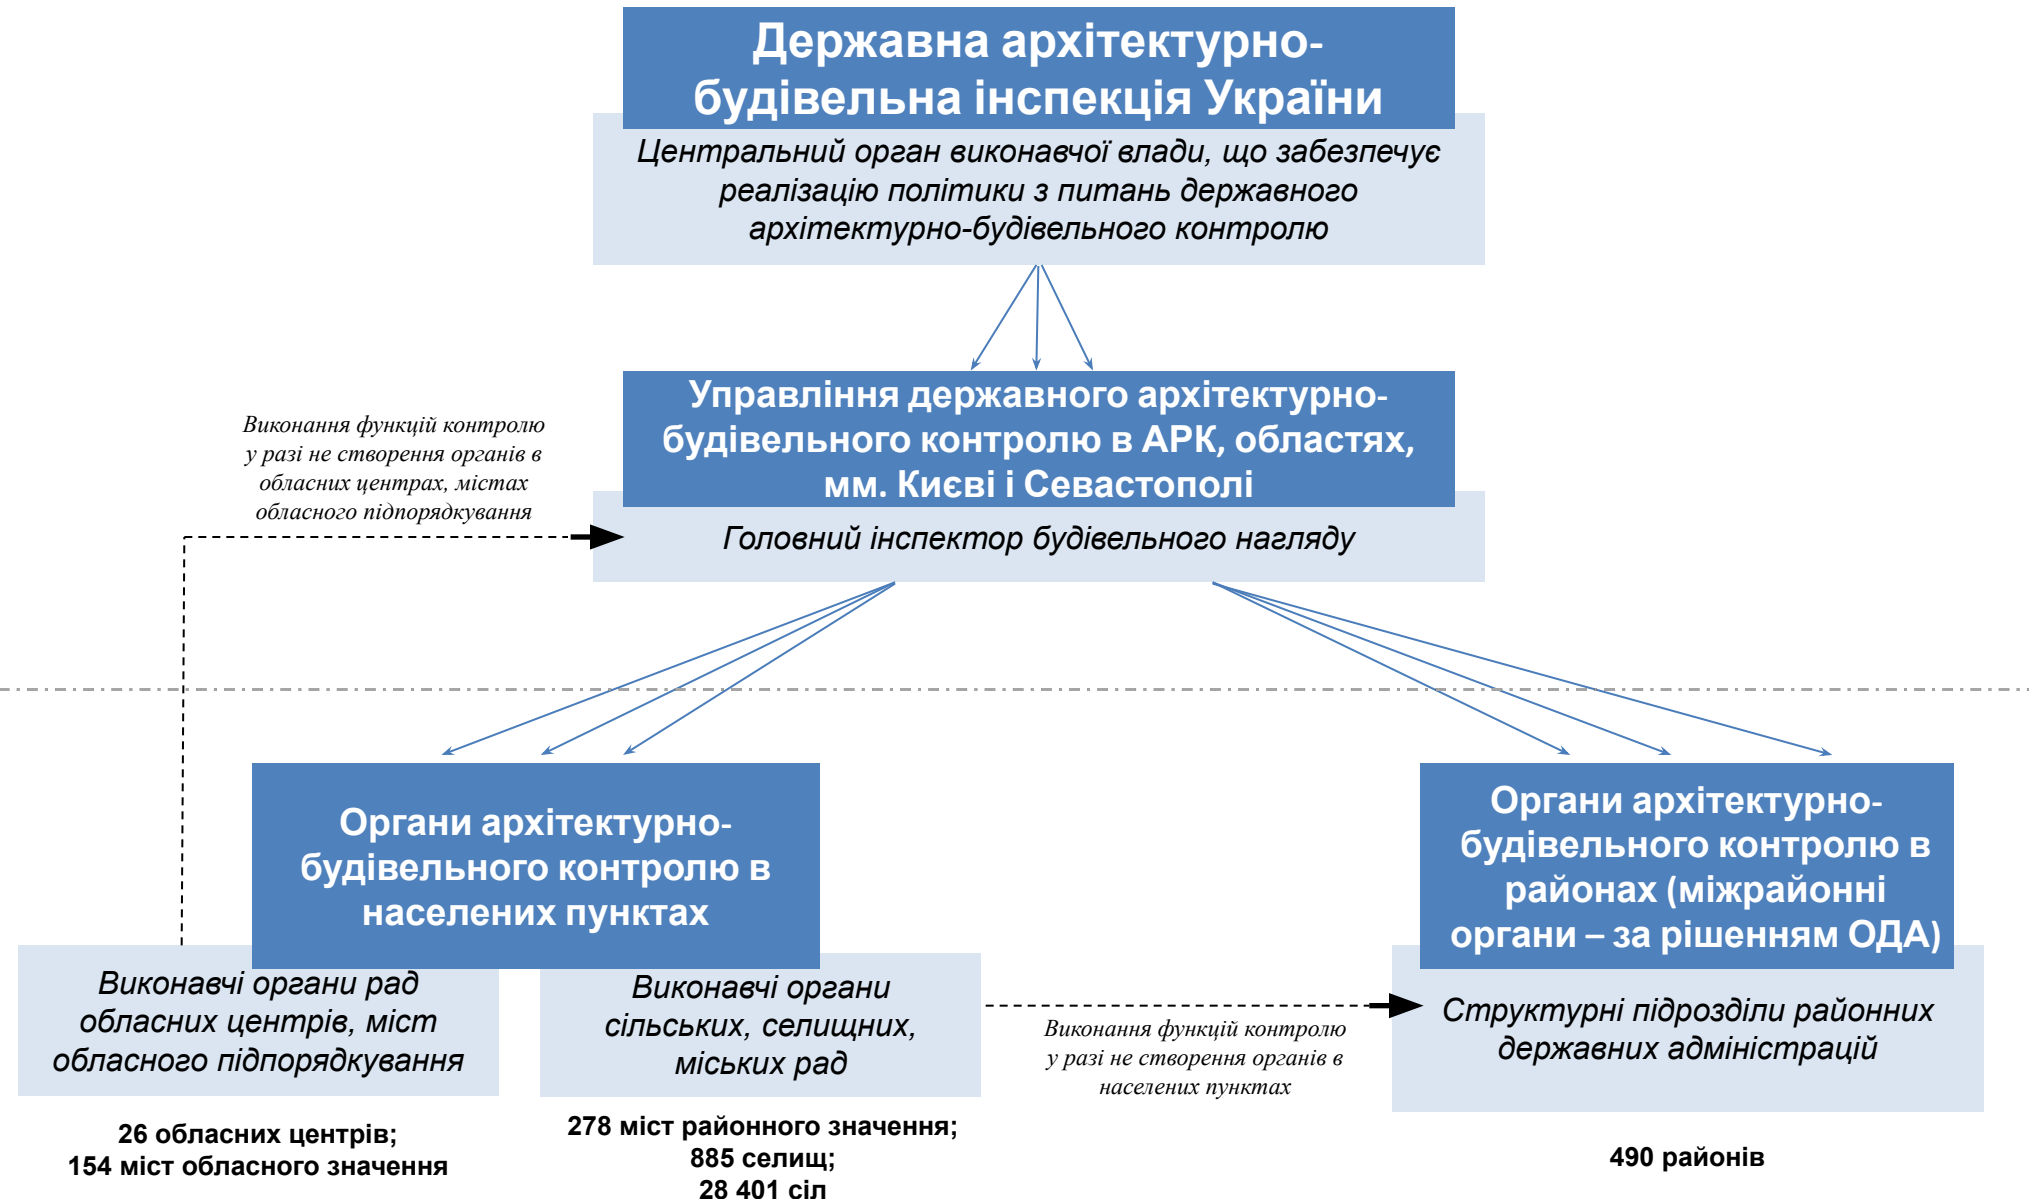 Державна архітектурно-
будівельна інспекція України
Центральний орган виконавчої влади, що забезпечує
реалізацію політики з питань державного
архітектурно-будівельного контролю
Управління державного архітектурно-
будівельного контролю в АРК, областях,
мм. Києві і Севастополі
Головний інспектор будівельного нагляду
Виконання функцій контролю
у разі не створення органів в
обласних центрах, містах
обласного підпорядкування
Органи архітектурно-
будівельного контролю в
населених пунктах
Виконавчі органи рад
обласних центрів, міст
обласного підпорядкування
26 обласних центрів;
154 міст обласного значення
Виконавчі органи
сільських, селищних,
міських рад
278 міст районного значення;
885 селищ;
28 401 сіл
Виконання функцій контролю
у разі не створення органів в
населених пунктах
Органи архітектурно-
будівельного контролю в
районах (міжрайонні
органи – за рішенням ОДА)
Структурні підрозділи районних
державних адміністрацій
490 районів